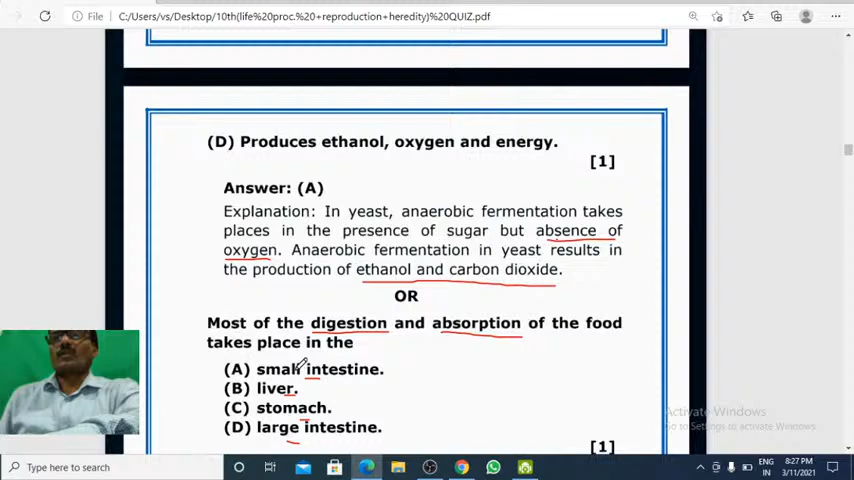 File
C:/Users/vs/Desktop/10th(life%20proc.%20+reproduction+heredity)%20QUIZ.pdf
(D) Produces ethanol, oxygen and energy.
[1]
Answer: (A)
Explanation: In yeast, anaerobic fermentation takes
places in the presence of sugar but absence of
oxygen. Anaerobic fermentation in yeast results in
the production of ethanol and carbon dioxide.
OR
Most of the digestion and absorption of the food
takes place in the
(A) small intestine.
(B) liver.
(C) stomach.
(D) large intestine.
[1]
Activate Windows
Go to Settings to activate Windows.
Type here to search
ENG
IN
8:27 PM
3/11/2021